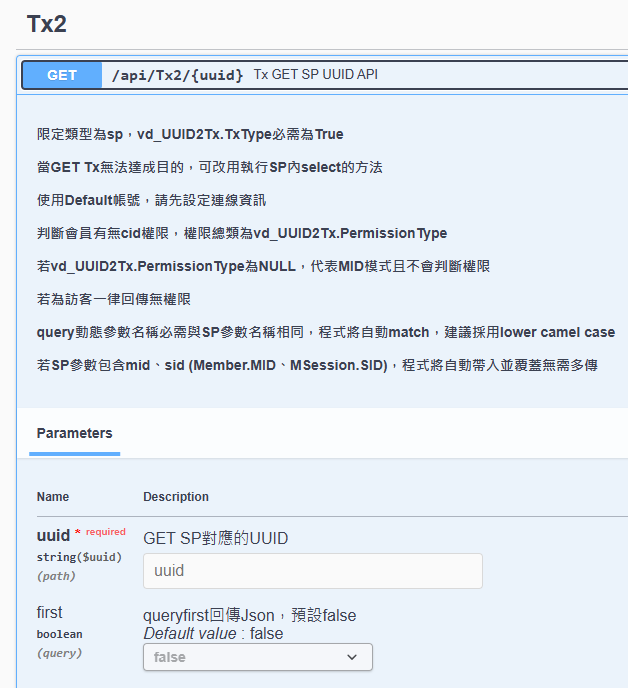 Tx2
GET /api/Tx2/{uuid} Tx GET SP UUID API
限定類型為sp，vd_UUID2Tx.TxType必需為True
當GET Tx無法達成目的，可改用執行SP內select的方法
使用Default帳號，請先設定連線資訊
判斷會員有無cid權限，權限總類為vd_UUID2Tx.PermissionType
若vd_UUID2Tx.PermissionType為NULL，代表MID模式且不會判斷權限
若為訪客一律回傳無權限
query動態參數名稱必需與SP參數名稱相同，程式將自動match，建議採用lower camel case
若SP參數包含mid、sid (Member.MID、MSession.SID)，程式將自動帶入並覆蓋無需多傳
Parameters
Name Description
uuid * required GET SP對應的UUID
string($uuid)
(path)
uuid
first queryfirst回傳Json，預設false
boolean Default value : false
(query) false